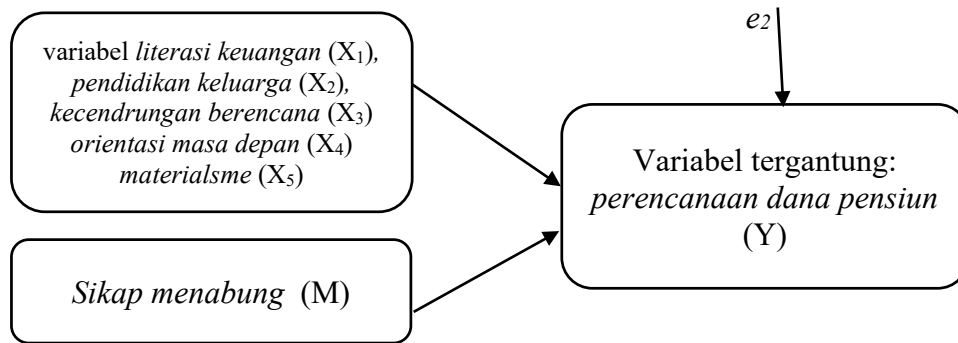 e2
variabel literasi keuangan (X1),
pendidikan keluarga (X2),
kecendrungan berencana (X3)
orientasi masa depan (X4)
materialsme (X5)
Variabel tergantung:
perencanaan dana pensiun
(Y)
Sikap menabung (M)